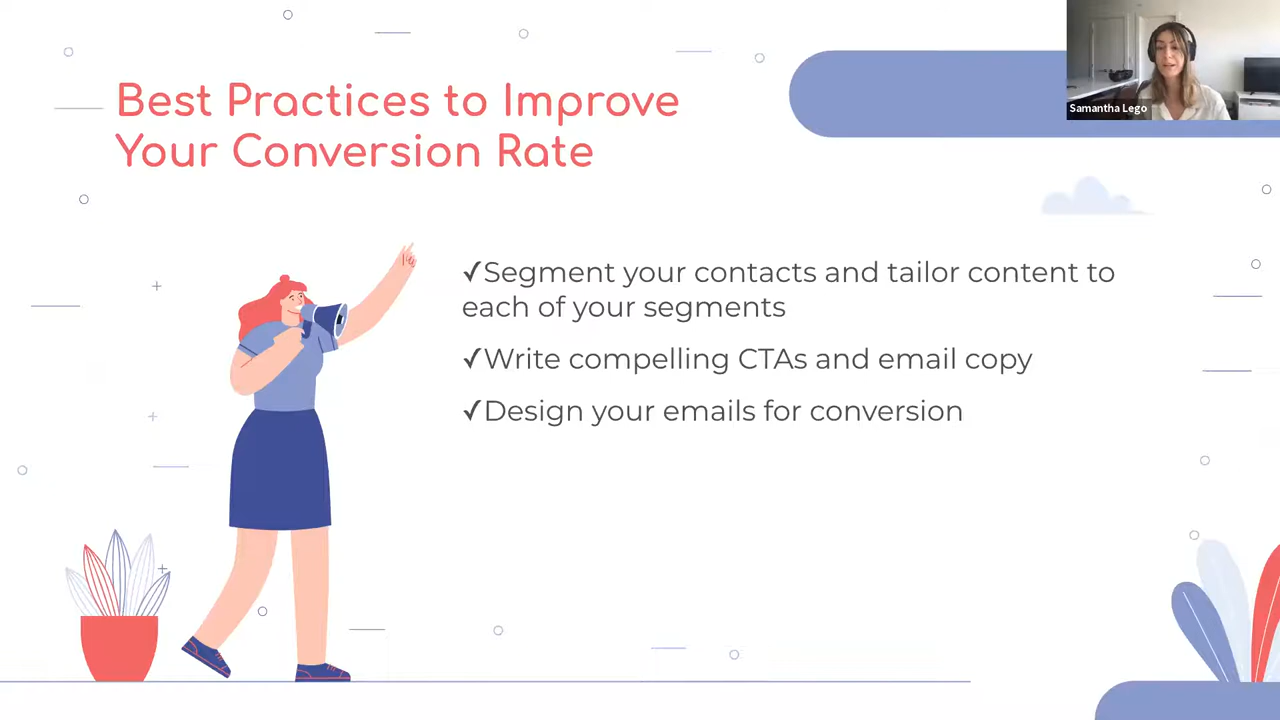 Best Practices to Improve
Your Conversion Rate
Samantha Lego
✓Segment your contacts and tailor content to
each of your segments
✓Write compelling CTAs and email copy
✓Design your emails for conversion